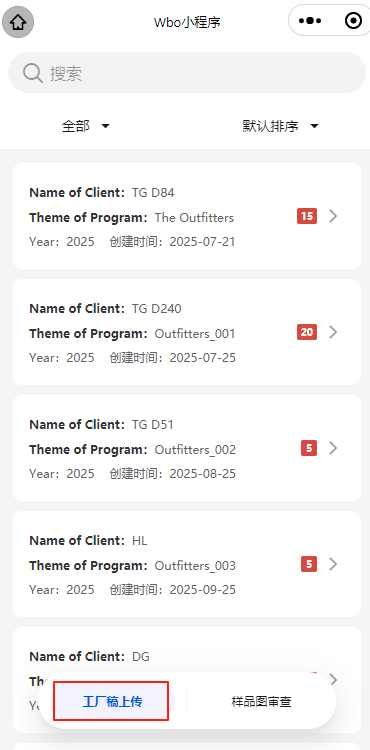 Wbo小程序
搜索
全部 默认排序
Name of Client： TG D84
Theme of Program： The Outfitters 15
Year： 2025 创建时间： 2025-07-21
Name of Client： TG D240
Theme of Program： Outfitters_001 20
Year： 2025 创建时间： 2025-07-25
Name of Client： TG D51
Theme of Program： Outfitters_002 5
Year： 2025 创建时间： 2025-08-25
Name of Client： HL
Theme of Program： Outfitters_003 5
Year： 2025 创建时间： 2025-09-25
Name of Client： DG
工厂稿上传 样品图审查